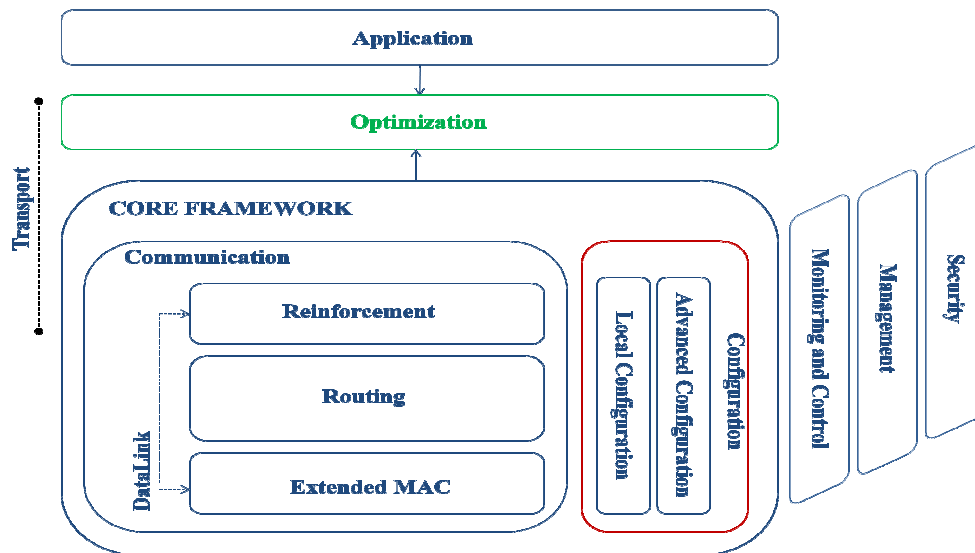 Application
Optimization
Transport
CORE FRAMEWORK
Communication
Reinforcement
Routing
Extended MAC
DataLink
Local Configuration
Advanced Configuration
Configuration
Monitoring and Control
Management
Security